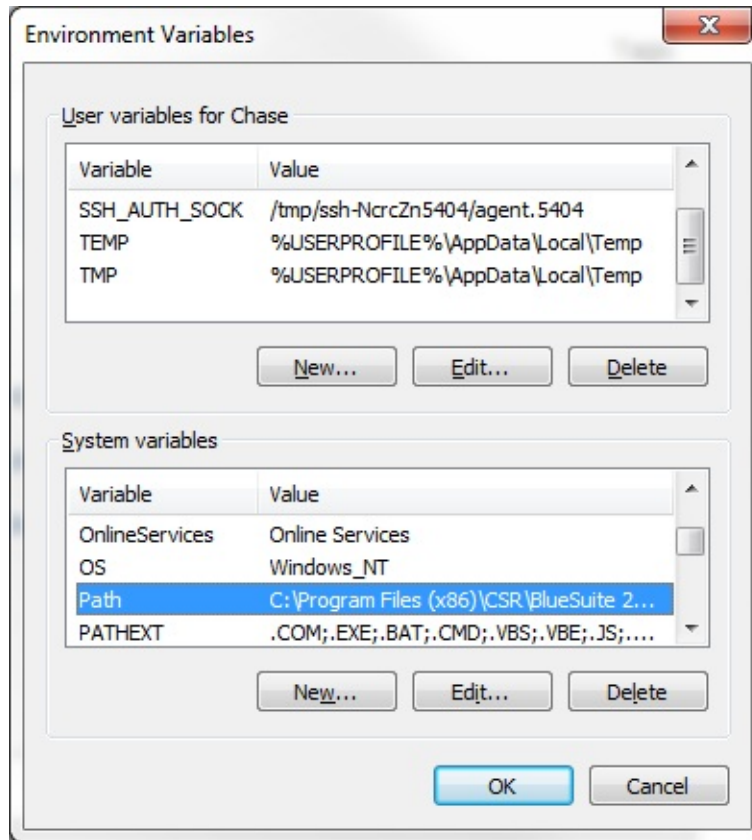 Environment Variables
User variables for Chase
Variable Value
SSH_AUTH_SOCK /tmp/ssh-NcrcZn5404/agent.5404
TEMP %USERPROFILE%\AppData\Local\Temp
TMP %USERPROFILE%\AppData\Local\Temp
New... Edit... Delete
System variables
Variable Value
OnlineServices Online Services
OS Windows_NT
Path C:\Program Files (x86)\CSR\BlueSuite 2...
PATHEXT .COM;.EXE;.BAT;.CMD;.VBS;.VBE;.JS;....
New... Edit... Delete
OK Cancel